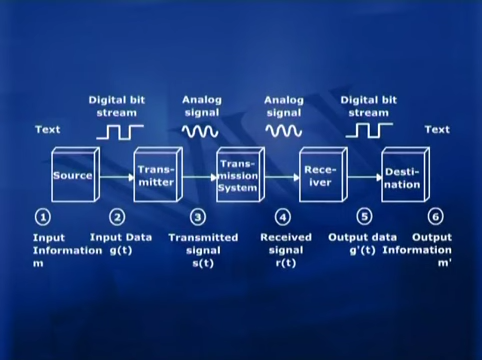 Digital bit
stream
Analog
signal
Analog
signal
Digital bit
stream
Text
Text
Source
Trans-
mitter
Trans-
mission
System
Rece-
iver
Desti-
nation
1
2
3
4
5
6
Input
Information
m
Input Data
g(t)
Transmitted
signal
s(t)
Received
signal
r(t)
Output data
g'(t)
Output
Information
m'